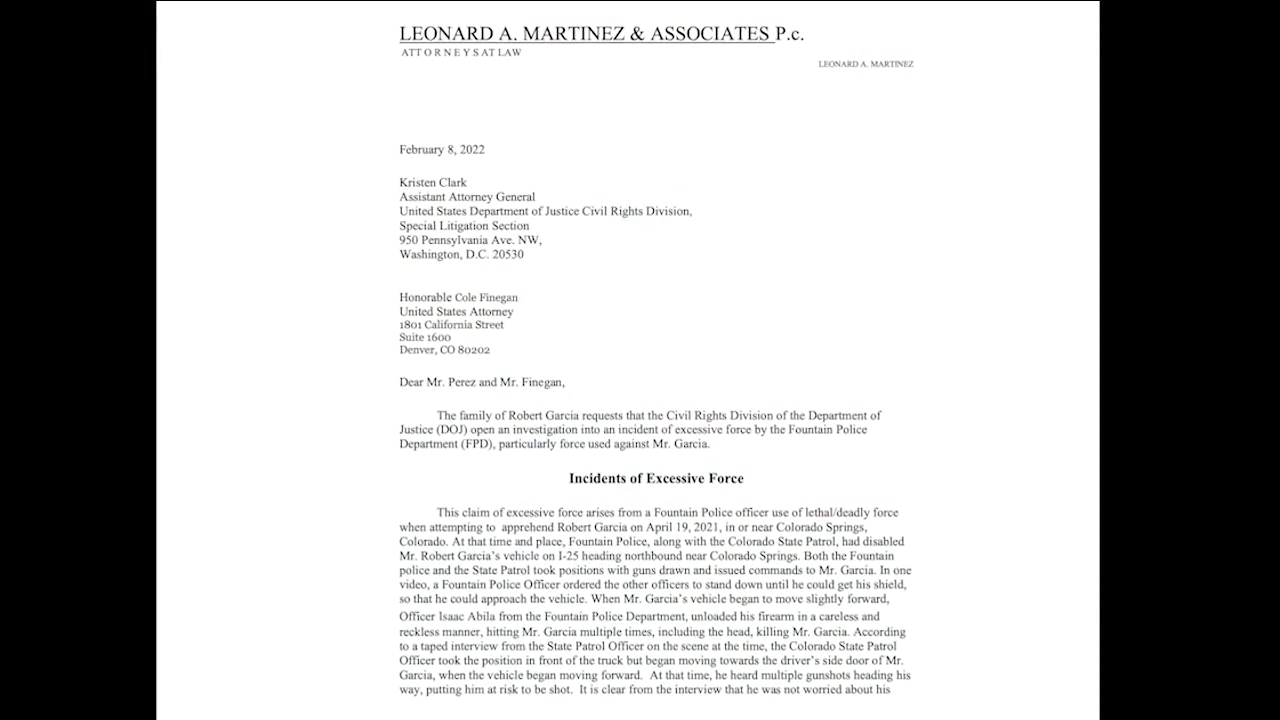 LEONARD A. MARTINEZ & ASSOCIATES P.c.
ATTORNEYS AT LAW
LEONARD A. MARTINEZ
February 8, 2022
Kristen Clark
Assistant Attorney General
United States Department of Justice Civil Rights Division,
Special Litigation Section
950 Pennsylvania Ave. NW,
Washington, D.C. 20530
Honorable Cole Finegan
United States Attorney
1801 California Street
Suite 1600
Denver, CO 80202
Dear Mr. Perez and Mr. Finegan,
The family of Robert Garcia requests that the Civil Rights Division of the Department of
Justice (DOJ) open an investigation into an incident of excessive force by the Fountain Police
Department (FPD), particularly force used against Mr. Garcia.
Incidents of Excessive Force
This claim of excessive force arises from a Fountain Police officer use of lethal/deadly force
when attempting to apprehend Robert Garcia on April 19, 2021, in or near Colorado Springs,
Colorado. At that time and place, Fountain Police, along with the Colorado State Patrol, had disabled
Mr. Robert Garcia's vehicle on I-25 heading northbound near Colorado Springs. Both the Fountain
police and the State Patrol took positions with guns drawn and issued commands to Mr. Garcia. In one
video, a Fountain Police Officer ordered the other officers to stand down until he could get his shield,
so that he could approach the vehicle. When Mr. Garcia's vehicle began to move slightly forward,
Officer Isaac Abila from the Fountain Police Department, unloaded his firearm in a careless and
reckless manner, hitting Mr. Garcia multiple times, including the head, killing Mr. Garcia. According
to a taped interview from the State Patrol Officer on the scene at the time, the Colorado State Patrol
Officer took the position in front of the truck but began moving towards the driver's side door of Mr.
Garcia, when the vehicle began moving forward. At that time, he heard multiple gunshots heading his
way, putting him at risk to be shot. It is clear from the interview that he was not worried about his